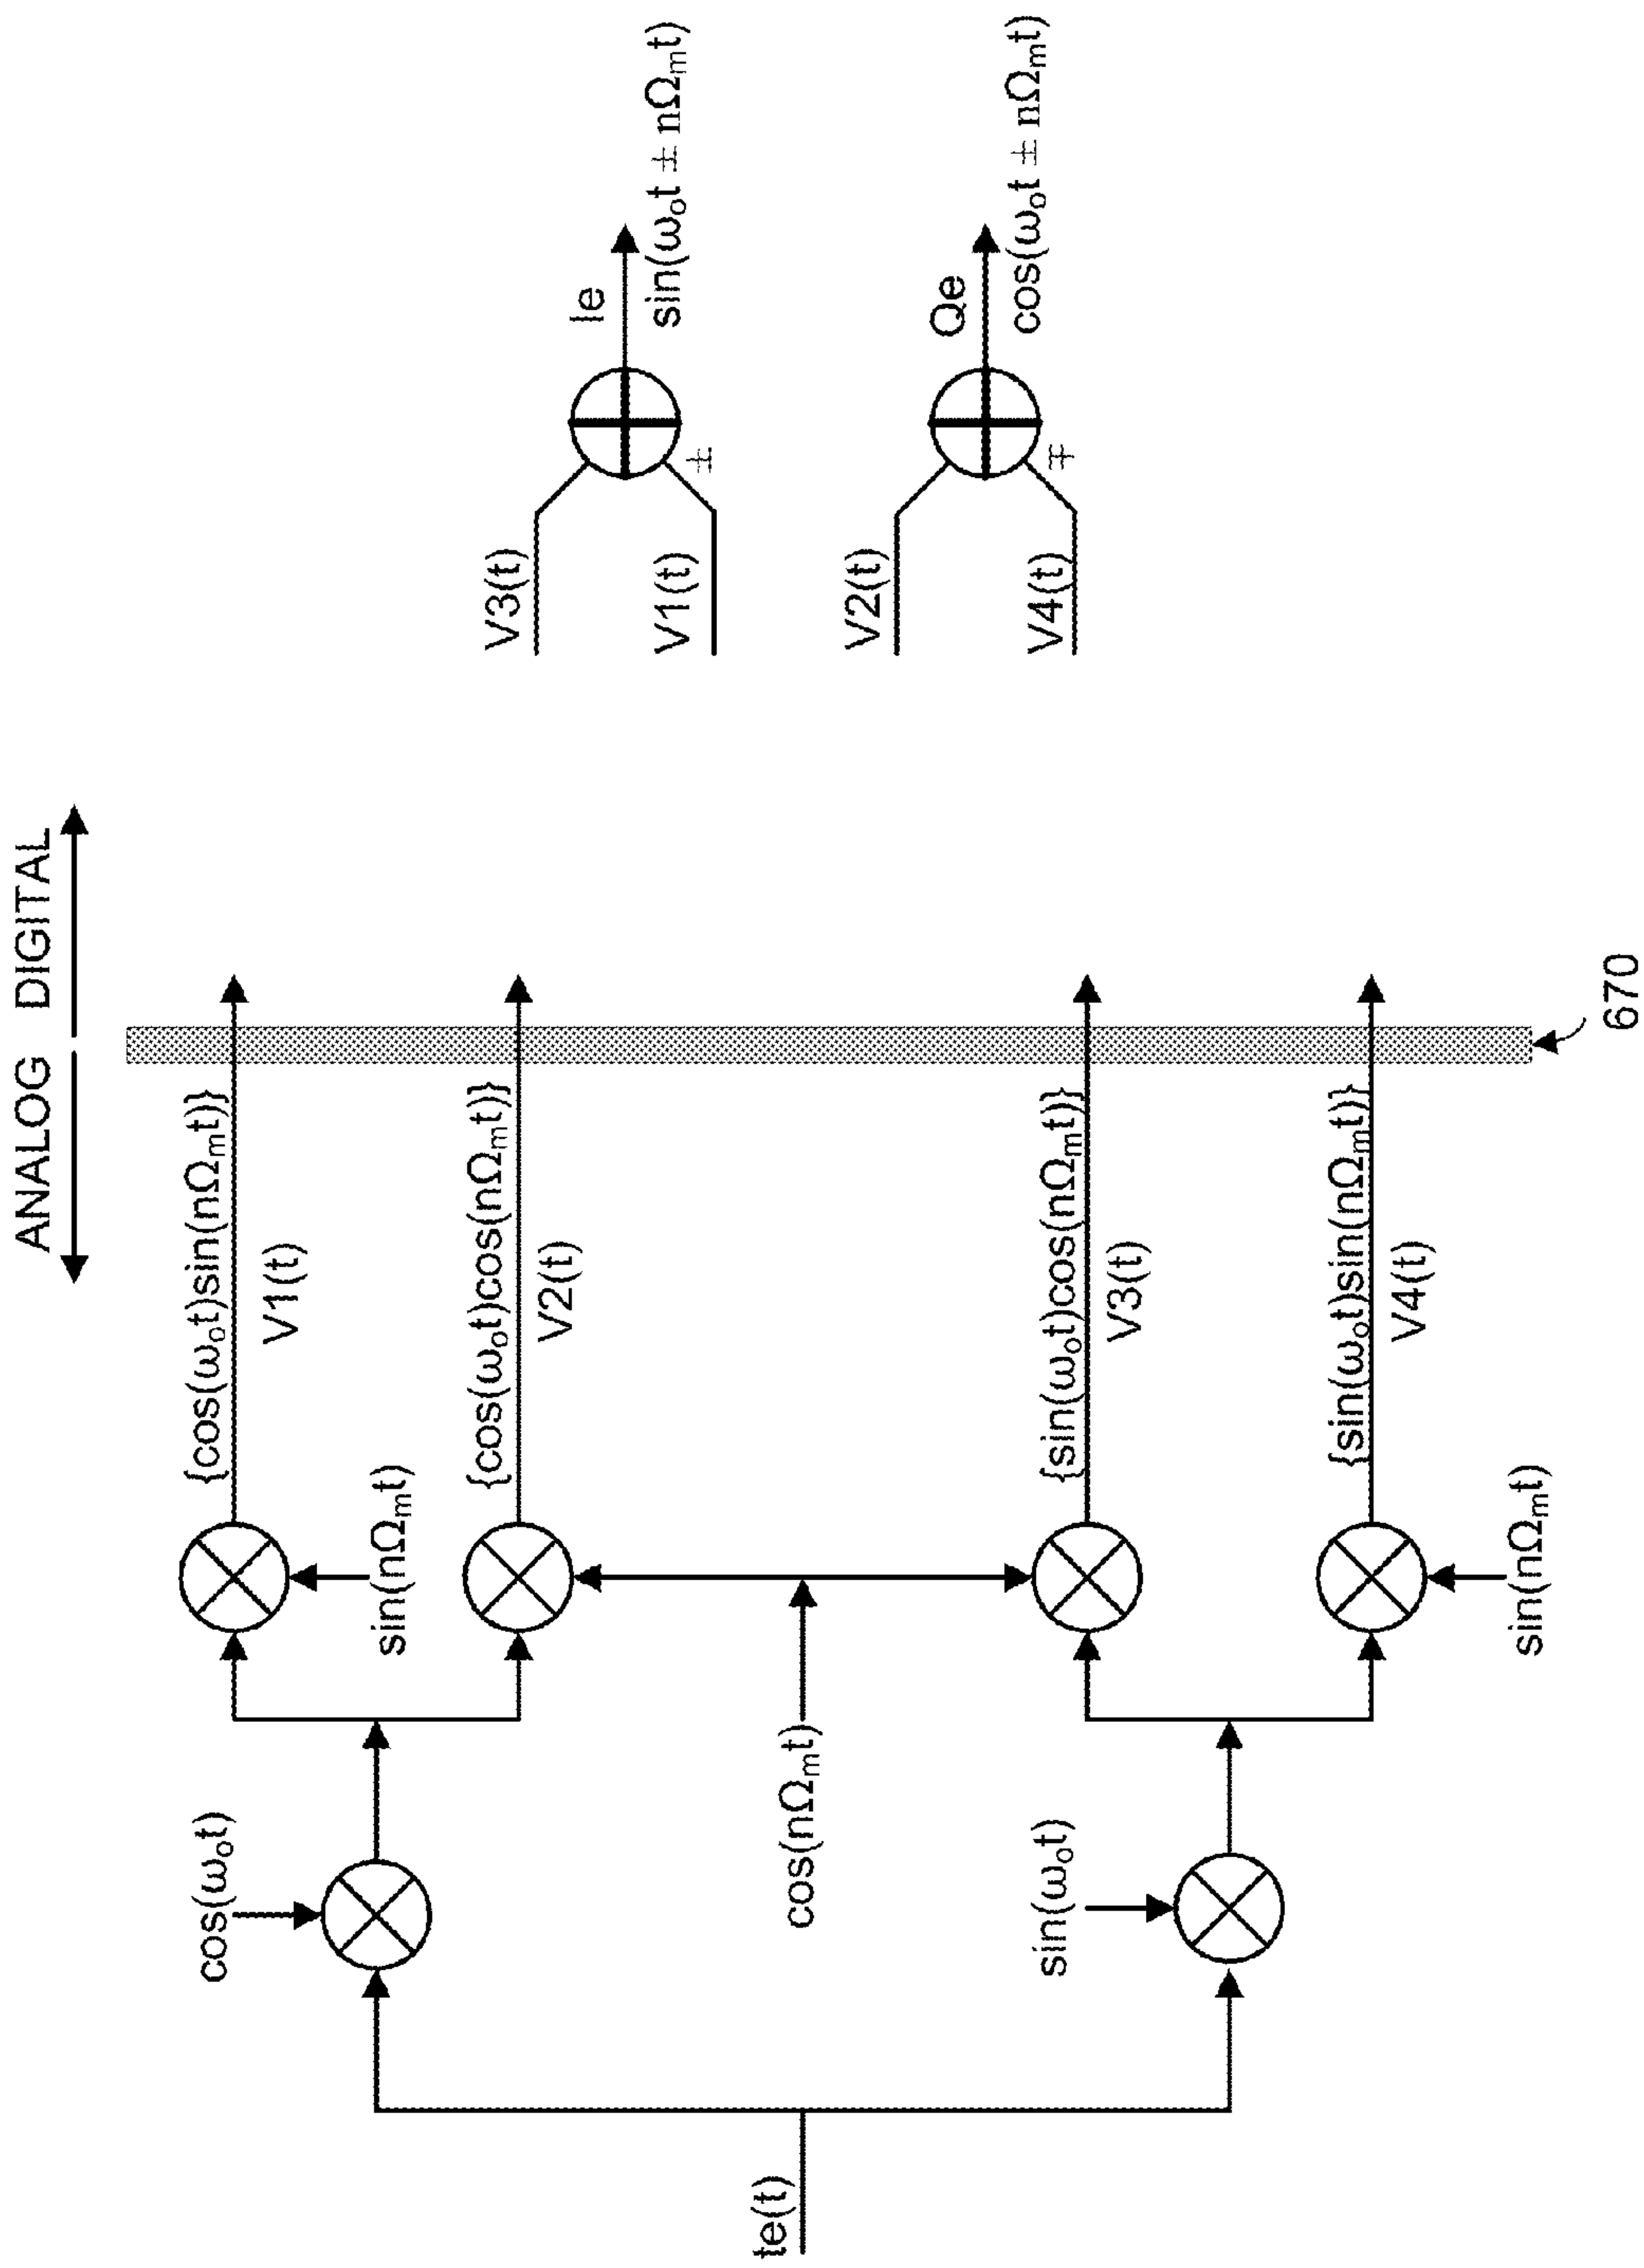 ANALOG DIGITAL
te(t)
cos(ωₒt)
sin(ωₒt)
cos(nΩₘt)
sin(nΩₘt)
sin(nΩₘt)
{cos(ωₒt)sin(nΩₘt)}
V1(t)
{cos(ωₒt)cos(nΩₘt)}
V2(t)
{sin(ωₒt)cos(nΩₘt)}
V3(t)
{sin(ωₒt)sin(nΩₘt)}
V4(t)
670
V3(t)
V1(t)
±
Ie
sin(ωₒt ± nΩₘt)
V2(t)
V4(t)
∓
Qe
cos(ωₒt ± nΩₘt)